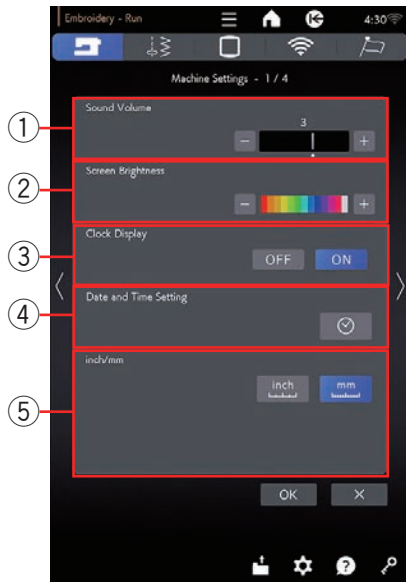 Embroidery - Run
4:30
Machine Settings - 1 / 4
1
Sound Volume
3
- +
2
Screen Brightness
- +
3
Clock Display
OFF ON
4
Date and Time Setting
5
inch/mm
inch mm
OK ×
?